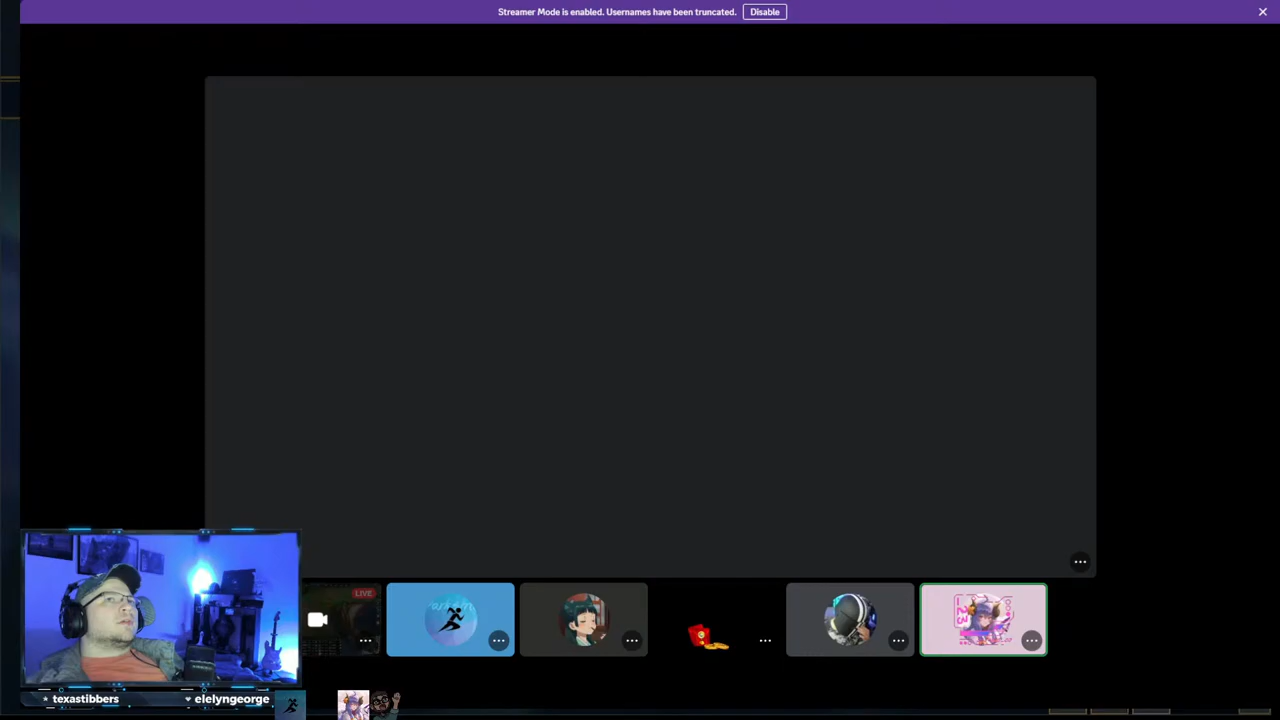 Streamer Mode is enabled. Usernames have been truncated. Disable
LIVE
texastibbers
elelyngeorge